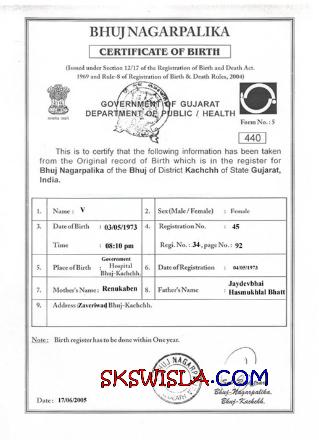 BHUJ NAGARPALIKA
CERTIFICATE OF BIRTH
(Issued under Section 12/17 of the Registration of Birth and Death Act.
1969 and Rule-8 of Registration of Birth & Death Rules, 2004)
GOVERNMENT OF GUJARAT
DEPARTMENT OF PUBLIC / HEALTH
Form No : 5
440
This is to certify that the following information has been taken
from the Original record of Birth which is in the register for
Bhuj Nagarpalika of the Bhuj of District Kachchh of State Gujarat,
India.
1. Name : V 2. Sex (Male / Female) : Female
3. Date of Birth : 03/05/1973 4. Registration No. : 45
Time : 08:10 pm Regi. No : 34, page No : 92
5. Place of Birth : Government Hospital Bhuj-Kachchh. 6. Date of Registration : 04/05/1973
7. Mother's Name : Renukaben 8. Father's Name : Jaydevbhai Hasmukhlal Bhatt
9. Address : Zaveriwad Bhuj-Kachchh.
Note : Birth register has to be done within One year.
BHUJ NAGAR
SKSWISLA.COM
Date : 17/06/2005
Bhuj Nagarpalika,
Bhuj-Kachchh.